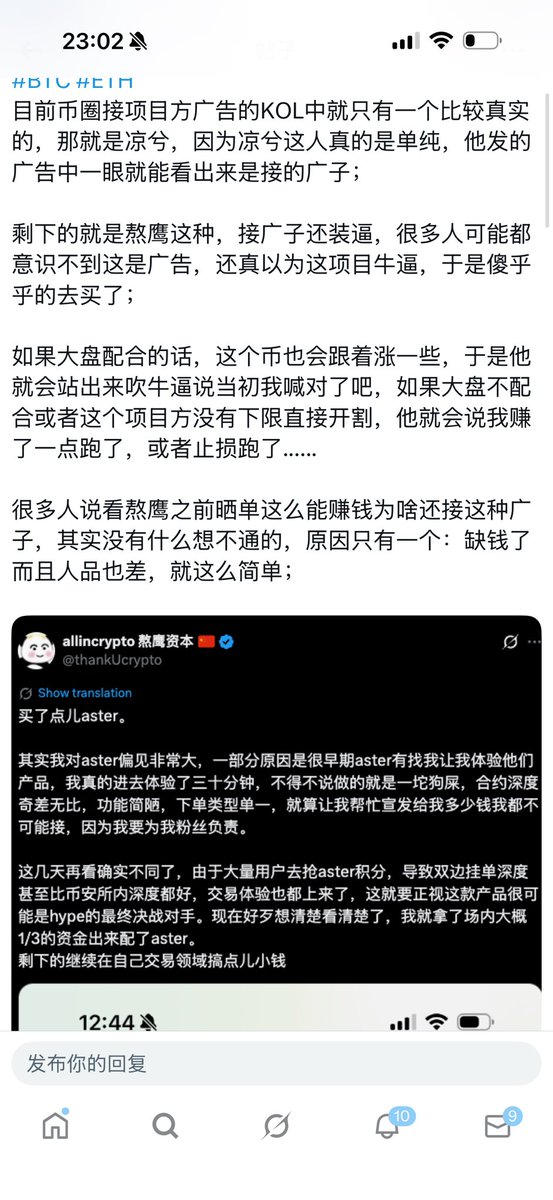 23:02
#BTC #ETH
目前币圈接项目方广告的KOL中就只有一个比较真实
的，那就是凉兮，因为凉兮这人真的是单纯，他发的
广告中一眼就能看出来是接的广子；
剩下的就是熬鹰这种，接广子还装逼，很多人可能都
意识不到这是广告，还真以为这项目牛逼，于是傻乎
乎的去买了；
如果大盘配合的话，这个币也会跟着涨一些，于是他
就会站出来吹牛逼说当初我喊对了吧，如果大盘不配
合或者这个项目方没有下限直接开割，他就会说我赚
了一点跑了，或者止损跑了......
很多人说看熬鹰之前晒单这么能赚钱为啥还接这种广
子，其实没有什么想不通的，原因只有一个：缺钱了
而且人品也差，就这么简单；
allincrypto 熬鹰资本
@thankUcrypto
Show translation
买了点儿aster。
其实我对aster偏见非常大，一部分原因是很早期aster有找我让我体验他们
产品，我真的进去体验了三十分钟，不得不说做的就是一坨狗屎，合约深度
奇差无比，功能简陋，下单类型单一，就算让我帮忙宣发给我多少钱我都不
可能接，因为我要为我粉丝负责。
这几天再看确实不同了，由于大量用户去抢aster积分，导致双边挂单深度
甚至比币安所内深度都好，交易体验也都上来了，这就要正视这款产品很可
能是hype的最终决战对手。现在好歹想清楚看清楚了，我就拿了场内大概
1/3的资金出来配了aster。
剩下的继续在自己交易领域搞点儿小钱
12:44
发布你的回复
10
9